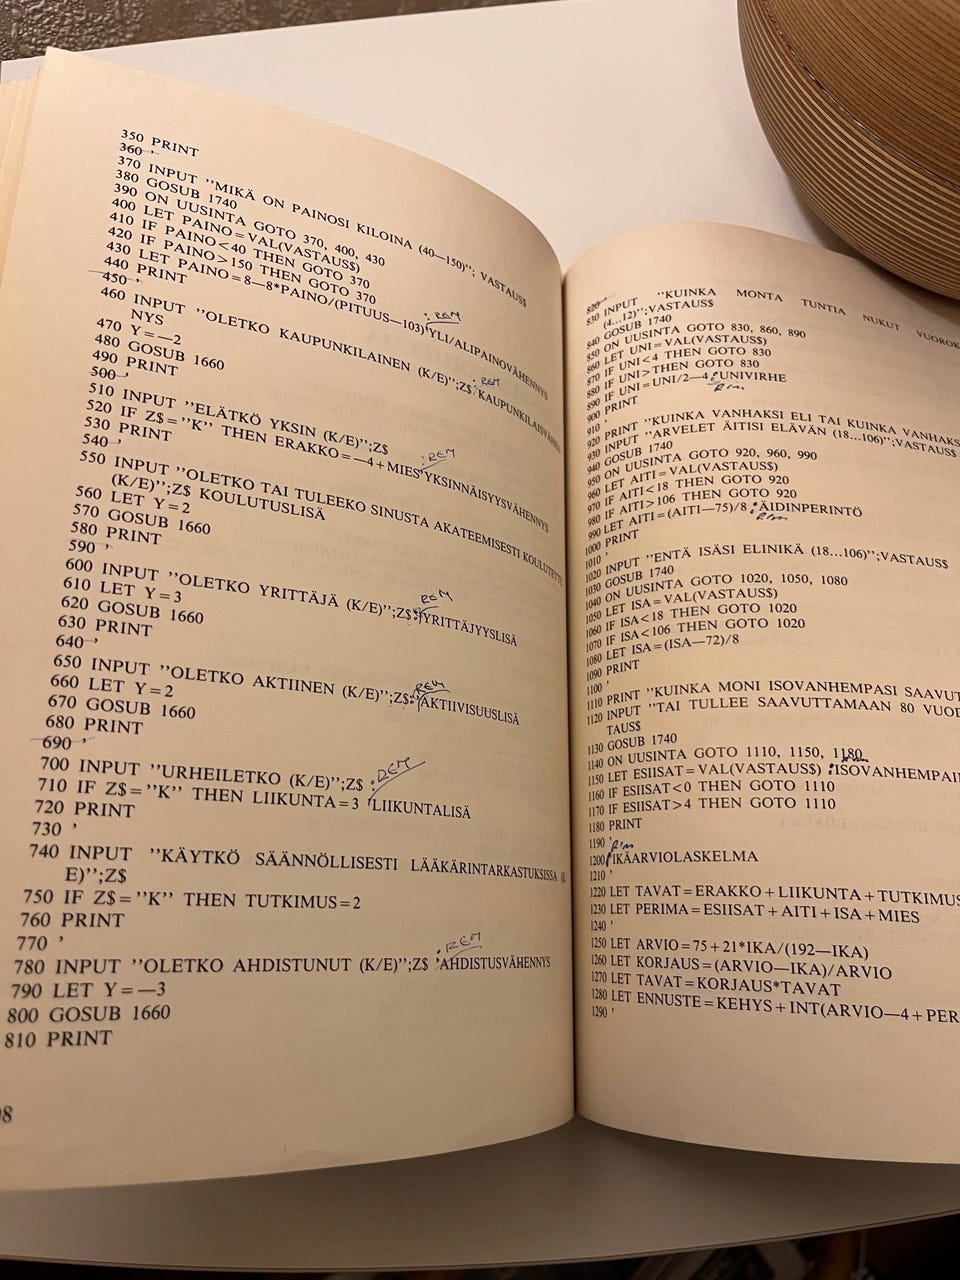 350 PRINT
360 '
370 INPUT "MIKÄ ON PAINOSI KILOINA (40—150)"; VASTAUS$
380 GOSUB 1740
390 ON UUSINTA GOTO 370, 400, 430
400 LET PAINO=VAL(VASTAUS$)
410 IF PAINO<40 THEN GOTO 370
420 IF PAINO>150 THEN GOTO 370
430 LET PAINO=8—8*PAINO/(PITUUS—103)'YLI/ALIPAINOVÄHENNYS
: REM
440 PRINT
450 '
460 INPUT "OLETKO KAUPUNKILAINEN (K/E)";Z$'KAUPUNKILAISVÄHEN
: REM
NYS
470 Y=—2
480 GOSUB 1660
490 PRINT
500 '
510 INPUT "ELÄTKÖ YKSIN (K/E)";Z$
520 IF Z$="K" THEN ERAKKO=—4+MIES'YKSINNÄISYYSVÄHENNYS
:REM
530 PRINT
540 '
550 INPUT "OLETKO TAI TULEEKO SINUSTA AKATEEMISESTI KOULUTETTU
(K/E)";Z$ KOULUTUSLISÄ
560 LET Y=2
570 GOSUB 1660
580 PRINT
590 '
600 INPUT "OLETKO YRITTÄJÄ (K/E)";Z$:'YRITTÄJYYSLISÄ
REM
610 LET Y=3
620 GOSUB 1660
630 PRINT
640 '
650 INPUT "OLETKO AKTIINEN (K/E)";Z$:'AKTIIVISUUSLISÄ
REM
660 LET Y=2
670 GOSUB 1660
680 PRINT
690 '
700 INPUT "URHEILETKO (K/E)";Z$
:REM
710 IF Z$="K" THEN LIIKUNTA=3 'LIIKUNTALISÄ
720 PRINT
730 '
740 INPUT "KÄYTKÖ SÄÄNNÖLLISESTI LÄÄKÄRINTARKASTUKSISSA
E)";Z$
750 IF Z$="K" THEN TUTKIMUS=2
760 PRINT
770 '
780 INPUT "OLETKO AHDISTUNUT (K/E)";Z$ 'AHDISTUSVÄHENNYS
:REM
790 LET Y=—3
800 GOSUB 1660
810 PRINT
820 '
830 INPUT "KUINKA MONTA TUNTIA NUKUT VUOROK
(4...12)";VASTAUS$
840 GOSUB 1740
850 ON UUSINTA GOTO 830, 860, 890
860 LET UNI=VAL(VASTAUS$)
870 IF UNI<4 THEN GOTO 830
880 IF UNI>THEN GOTO 830
890 IF UNI=UNI/2—4:UNIVIRHE
Rem
900 PRINT
910 '
920 PRINT "KUINKA VANHAKSI ELI TAI KUINKA VANHAKS
930 INPUT "ARVELET ÄITISI ELÄVÄN (18...106)";VASTAUS$
940 GOSUB 1740
950 ON UUSINTA GOTO 920, 960, 990
960 LET AITI=VAL(VASTAUS$)
970 IF AITI<18 THEN GOTO 920
980 IF AITI>106 THEN GOTO 920
990 LET AITI=(AITI—75)/8:ÄIDINPERINTÖ
Rem
1000 PRINT
1010 '
1020 INPUT "ENTÄ ISÄSI ELINIKÄ (18...106)";VASTAUS$
1030 GOSUB 1740
1040 ON UUSINTA GOTO 1020, 1050, 1080
1050 LET ISA=VAL(VASTAUS$)
1060 IF ISA<18 THEN GOTO 1020
1070 IF ISA<106 THEN GOTO 1020
1080 LET ISA=(ISA—72)/8
1090 PRINT
1100 '
1110 PRINT "KUINKA MONI ISOVANHEMPASI SAAVUT
1120 INPUT "TAI TULLEE SAAVUTTAMAAN 80 VUOD
TAUS$
1130 GOSUB 1740
1140 ON UUSINTA GOTO 1110, 1150, 1180
1150 LET ESIISAT=VAL(VASTAUS$) :ISOVANHEMPAIN
1160 IF ESIISAT<0 THEN GOTO 1110
1170 IF ESIISAT>4 THEN GOTO 1110
1180 PRINT
1190 '
Rem
1200 'IKÄARVIOLASKELMA
1210 '
1220 LET TAVAT=ERAKKO+LIIKUNTA+TUTKIMUS
1230 LET PERIMA=ESIISAT+AITI+ISA+MIES
1240 '
1250 LET ARVIO=75+21*IKA/(192—IKA)
1260 LET KORJAUS=(ARVIO—IKA)/ARVIO
1270 LET TAVAT=KORJAUS*TAVAT
1280 LET ENNUSTE=KEHYS+INT(ARVIO—4+PER
1290 '